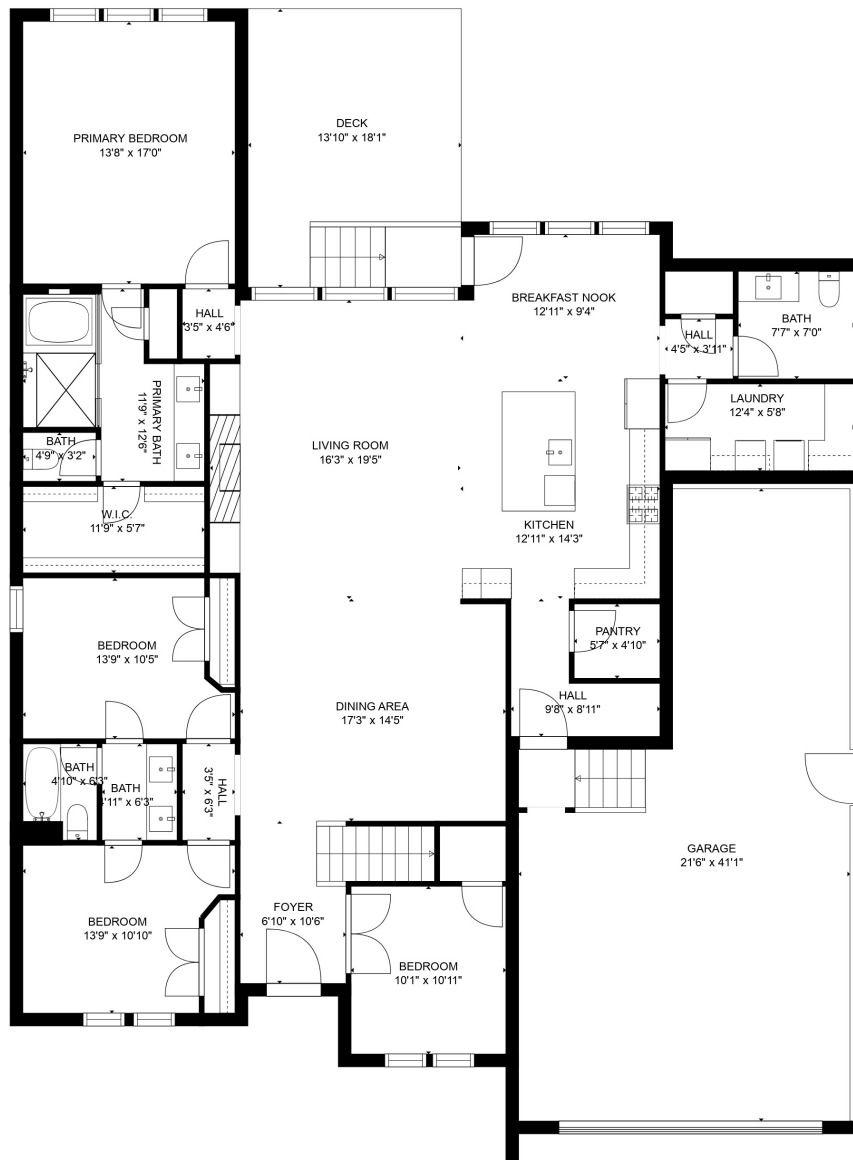 PRIMARY BEDROOM
13'8" x 17'0"
DECK
13'10" x 18'1"
HALL
3'5" x 4'6"
BREAKFAST NOOK
12'11" x 9'4"
BATH
7'7" x 7'0"
HALL
4'5" x 3'11"
PRIMARY BATH
11'9" x 12'6"
LAUNDRY
12'4" x 5'8"
BATH
4'9" x 3'2"
LIVING ROOM
16'3" x 19'5"
W.I.C.
11'9" x 5'7"
KITCHEN
12'11" x 14'3"
BEDROOM
13'9" x 10'5"
PANTRY
5'7" x 4'10"
DINING AREA
17'3" x 14'5"
HALL
9'8" x 8'11"
BATH
4'10" x 6'3"
BATH
'11" x 6'3"
HALL
3'5" x 6'3"
GARAGE
21'6" x 41'1"
FOYER
6'10" x 10'6"
BEDROOM
13'9" x 10'10"
BEDROOM
10'1" x 10'11"